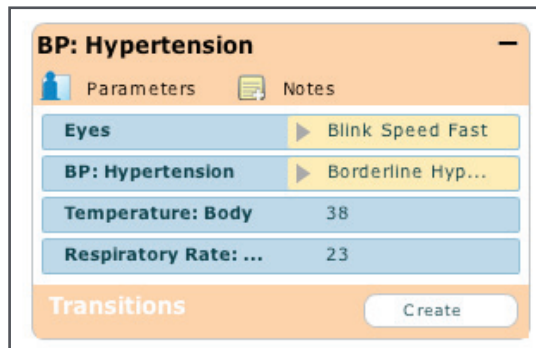 BP: Hypertension –
Parameters Notes
Eyes Blink Speed Fast
BP: Hypertension Borderline Hyp...
Temperature: Body 38
Respiratory Rate: ... 23
Transitions Create